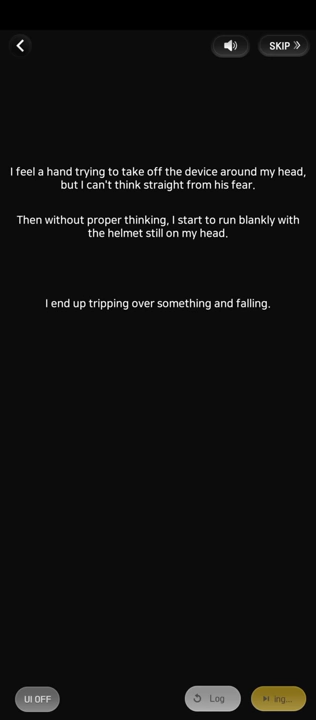 SKIP
I feel a hand trying to take off the device around my head,
but I can't think straight from his fear.
Then without proper thinking, I start to run blankly with
the helmet still on my head.
I end up tripping over something and falling.
UI OFF
Log
ing...